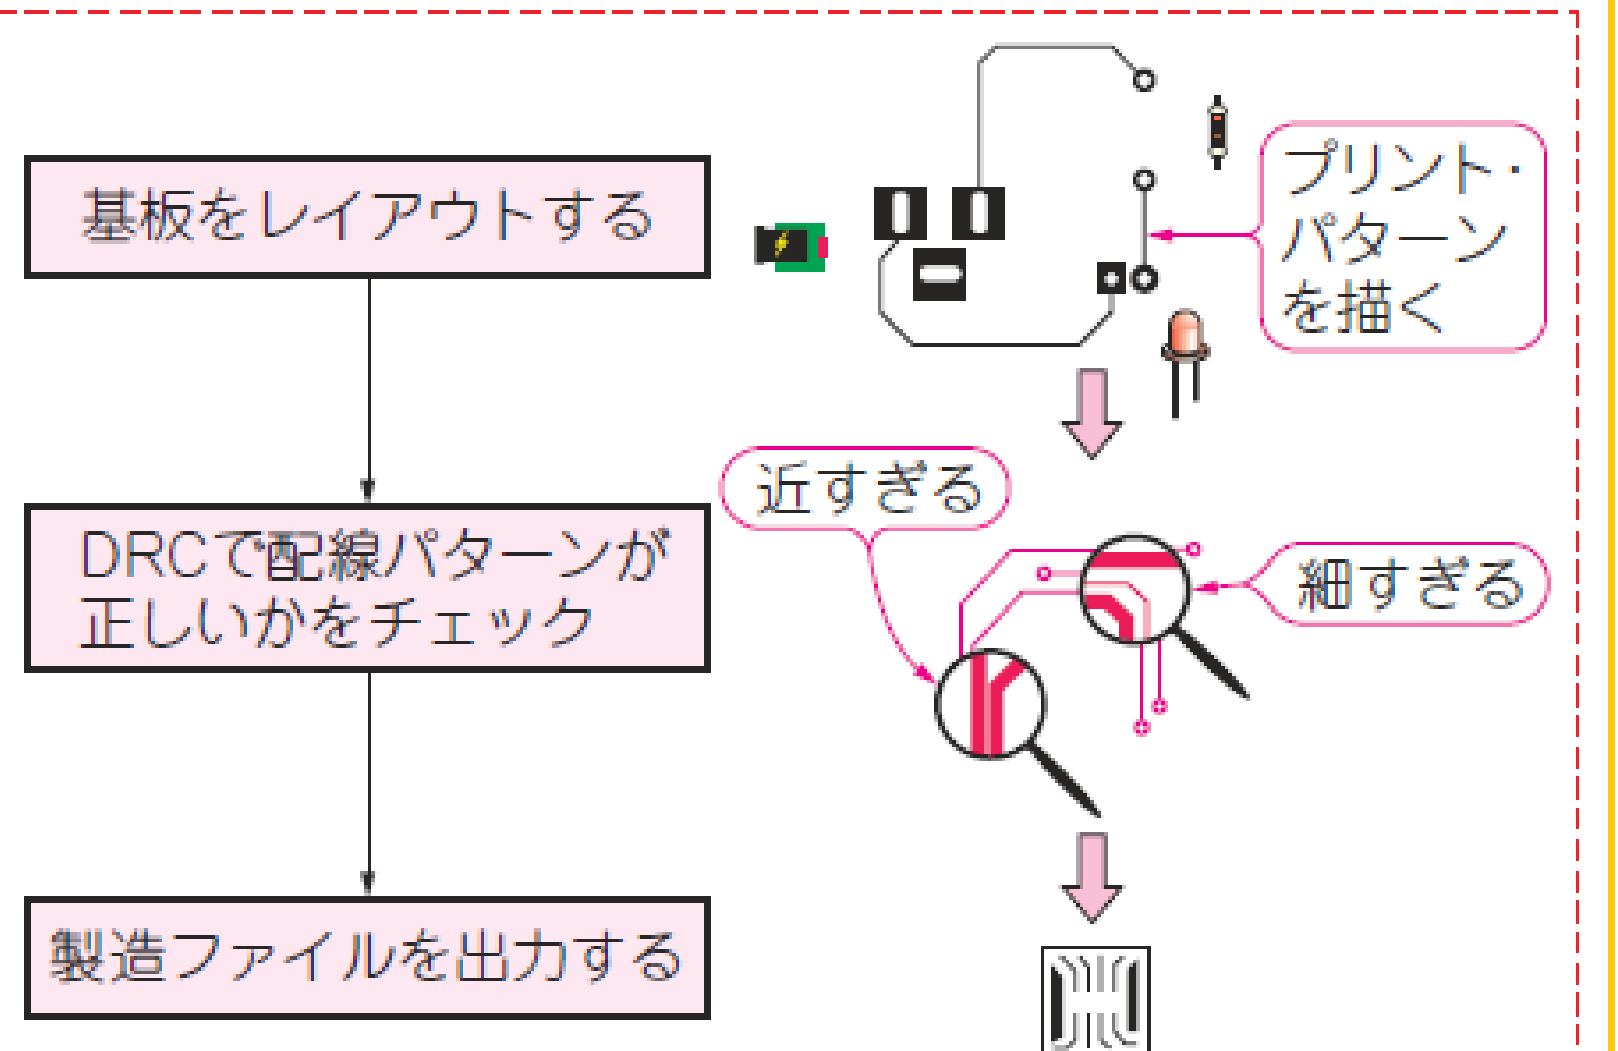 基板をレイアウトする
プリント・
パターン
を描く
近すぎる
DRCで配線パターンが
正しいかをチェック
細すぎる
製造ファイルを出力する